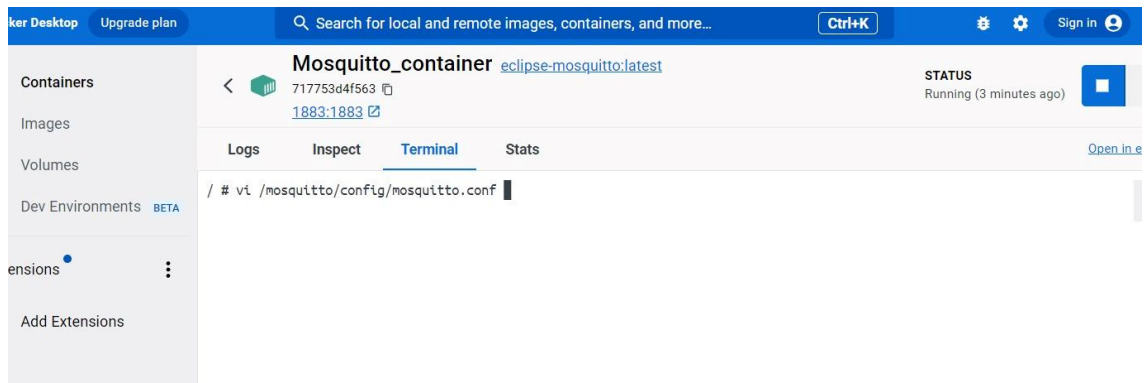 ker Desktop Upgrade plan Search for local and remote images, containers, and more... Ctrl+K Sign in
Containers
Images
Volumes
Dev Environments BETA
ensions
Add Extensions
Mosquitto_container eclipse-mosquitto:latest
717753d4f563
1883:1883
STATUS
Running (3 minutes ago)
Logs Inspect Terminal Stats Open in e
/ # vi /mosquitto/config/mosquitto.conf